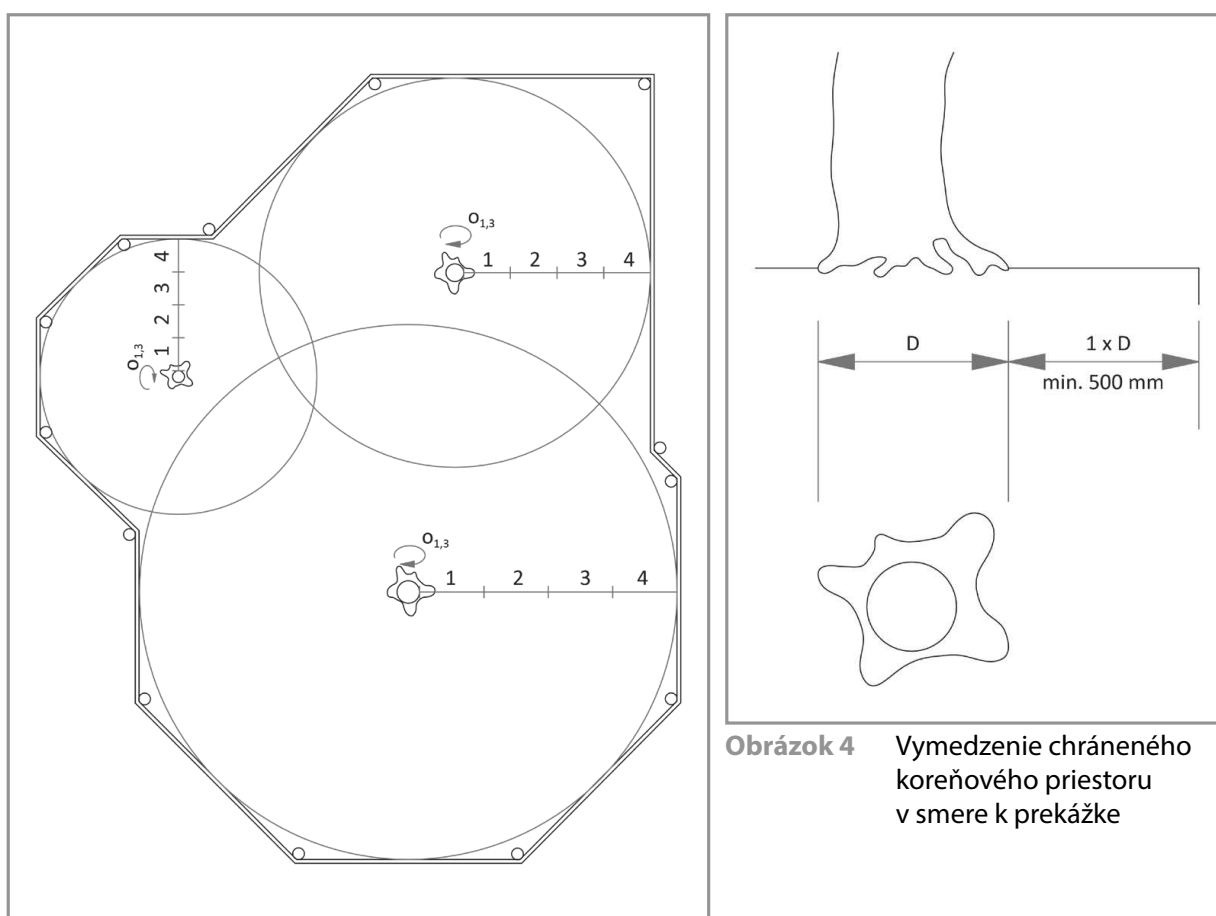 o1,3
1 2 3 4
4
3
2
1
o1,3
o1,3
1 2 3 4
D
1 x D
min. 500 mm
Obrázok 4 Vymedzenie chráneného
koreňového priestoru
v smere k prekážke